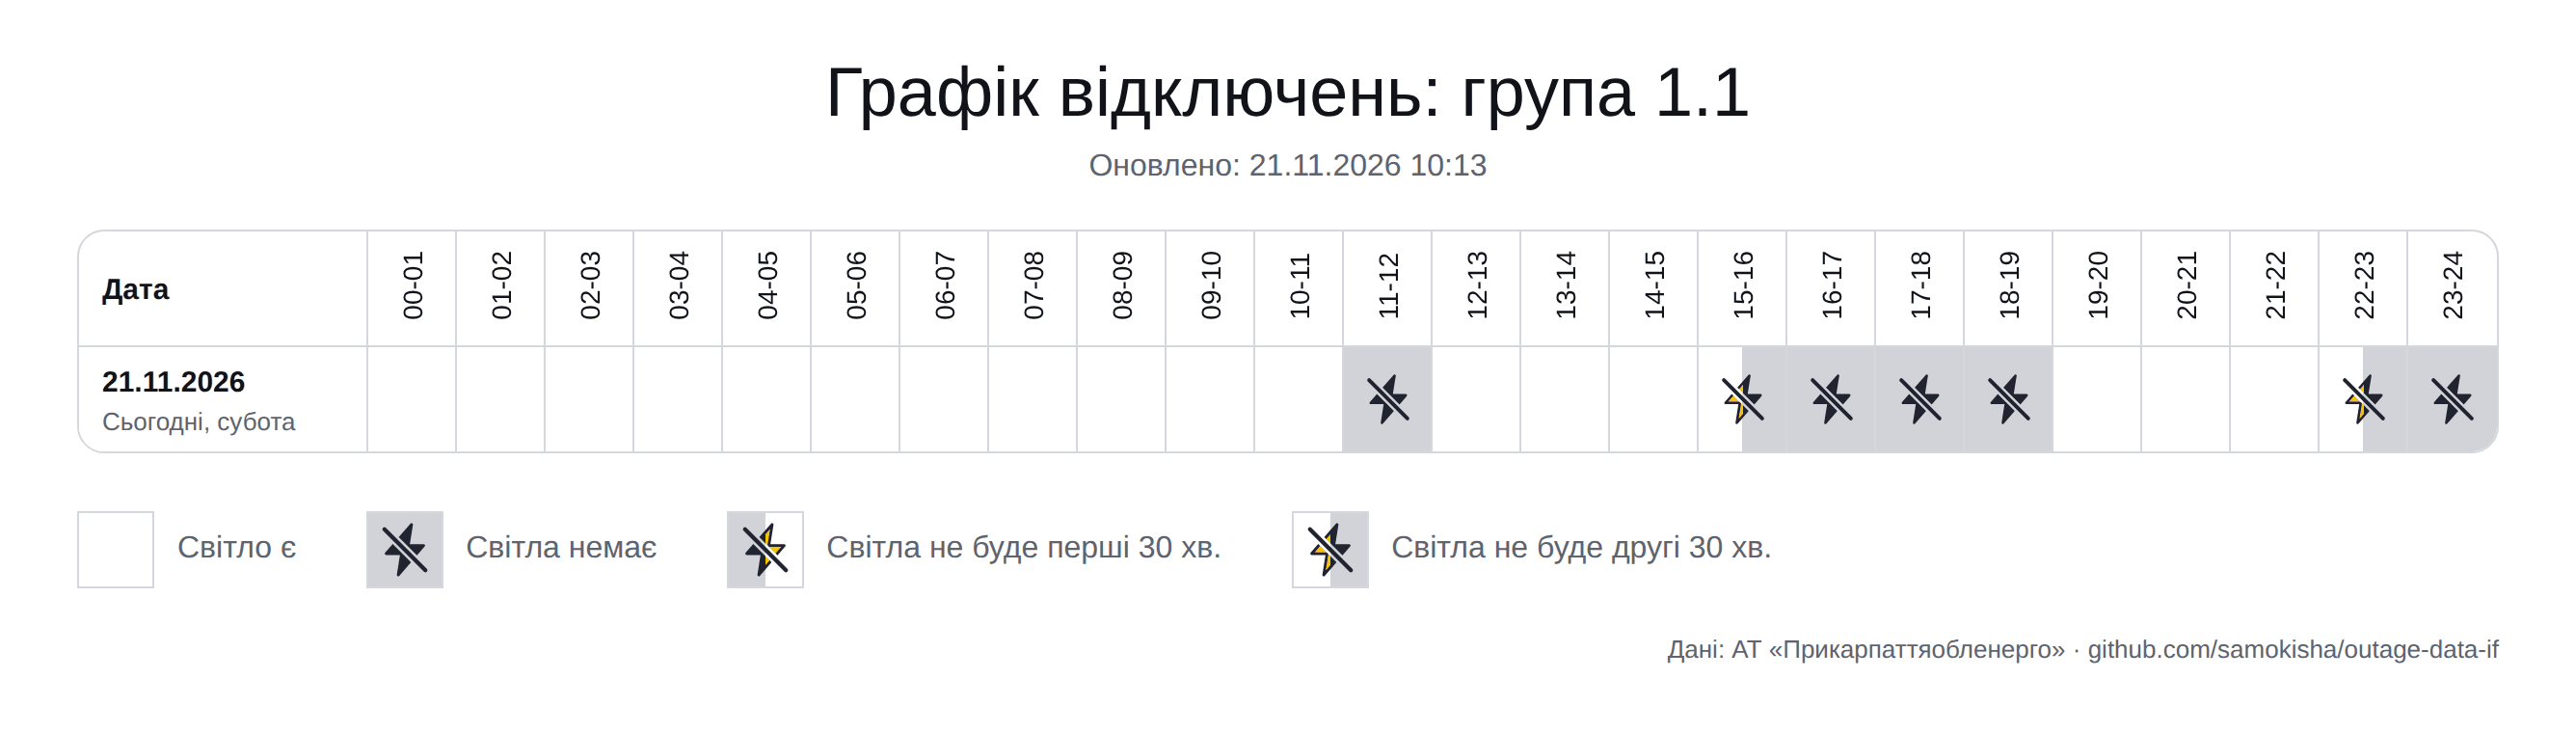 Графік відключень: група 1.1
Оновлено: 21.11.2026 10:13
Дата 00-01 01-02 02-03 03-04 04-05 05-06 06-07 07-08 08-09 09-10 10-11 11-12 12-13 13-14 14-15 15-16 16-17 17-18 18-19 19-20 20-21 21-22 22-23 23-24
21.11.2026
Сьогодні, субота
Світло є Світла немає Світла не буде перші 30 хв. Світла не буде другі 30 хв.
Дані: АТ «Прикарпаттяобленерго» · github.com/samokisha/outage-data-if